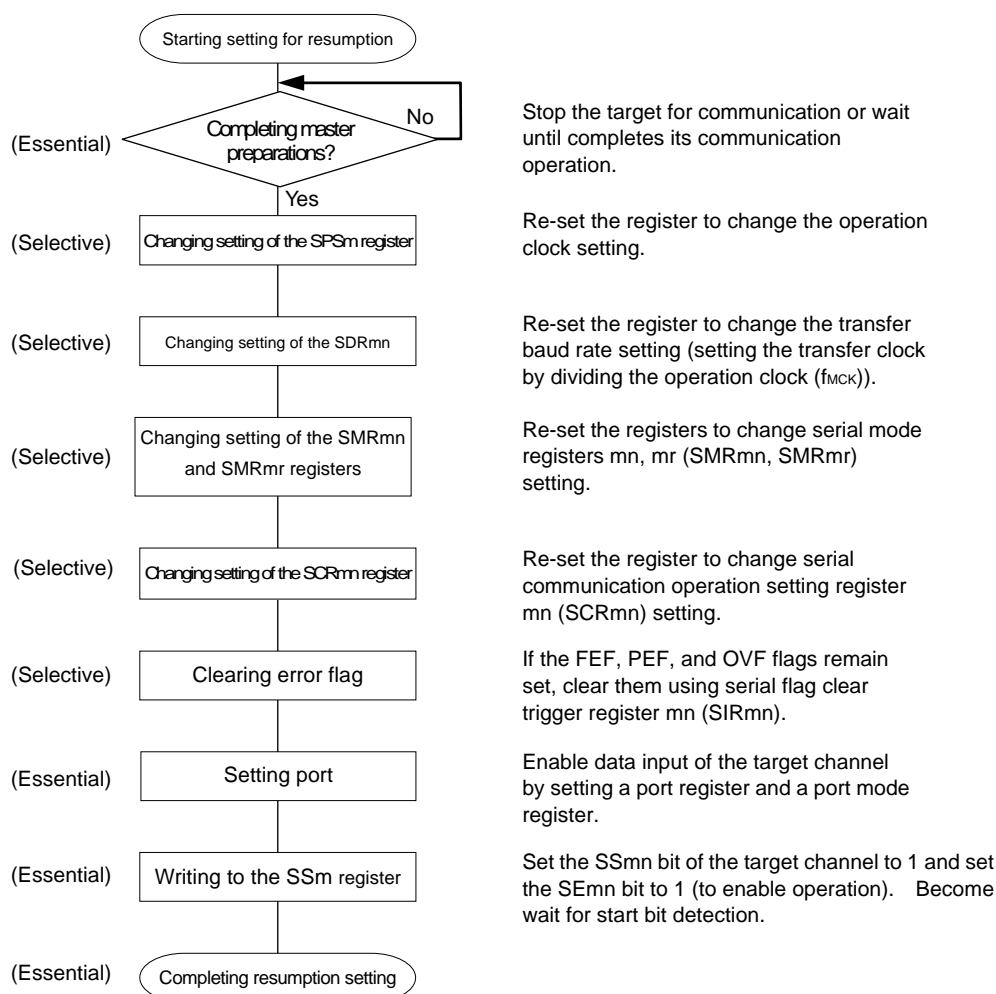 Starting setting for resumption
No
(Essential)
Completing master
preparations?
Stop the target for communication or wait
until completes its communication
operation.
Yes
(Selective)
Changing setting of the SPSm register
Re-set the register to change the operation
clock setting.
(Selective)
Changing setting of the SDRmn
Re-set the register to change the transfer
baud rate setting (setting the transfer clock
by dividing the operation clock (fMCK)).
(Selective)
Changing setting of the SMRmn
and SMRmr registers
Re-set the registers to change serial mode
registers mn, mr (SMRmn, SMRmr)
setting.
(Selective)
Changing setting of the SCRmn register
Re-set the register to change serial
communication operation setting register
mn (SCRmn) setting.
(Selective)
Clearing error flag
If the FEF, PEF, and OVF flags remain
set, clear them using serial flag clear
trigger register mn (SIRmn).
(Essential)
Setting port
Enable data input of the target channel
by setting a port register and a port mode
register.
(Essential)
Writing to the SSm register
Set the SSmn bit of the target channel to 1 and set
the SEmn bit to 1 (to enable operation). Become
wait for start bit detection.
(Essential)
Completing resumption setting